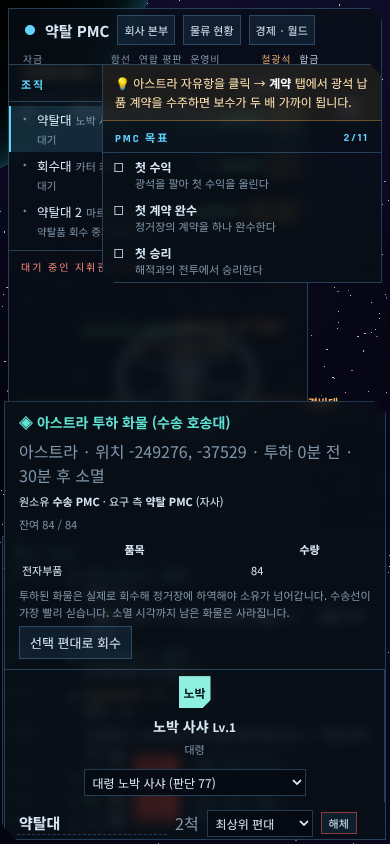 약탈 PMC 회사 본부 물류 현황 경제 · 월드
자금 함선 연합 평판 운영비 철광석 합금
조직
💡 아스트라 자유항을 클릭 → 계약 탭에서 광석 납
품 계약을 수주하면 보수가 두 배 가까이 됩니다.
PMC 목표 2/11
약탈대 노박
대기
회수대 카터
대기
약탈대 2
약탈품 회수 중
대기 중인 지휘관
☐ 첫 수익
광석을 팔아 첫 수익을 올린다
☐ 첫 계약 완수
정거장의 계약을 하나 완수한다
☐ 첫 승리
해적과의 전투에서 승리한다
◈ 아스트라 투하 화물 (수송 호송대)
아스트라 · 위치 -249276, -37529 · 투하 0분 전 ·
30분 후 소멸
원소유 수송 PMC · 요구 측 약탈 PMC (자사)
잔여 84 / 84
품목 수량
전자부품 84
투하된 화물은 실제로 회수해 정거장에 하역해야 소유가 넘어갑니다. 수송선이
가장 빨리 싣습니다. 소멸 시각까지 남은 화물은 사라집니다.
선택 편대로 회수
노박
노박 사샤 Lv.1
대령
대령 노박 사샤 (판단 77)
약탈대 2척 최상위 편대 해체